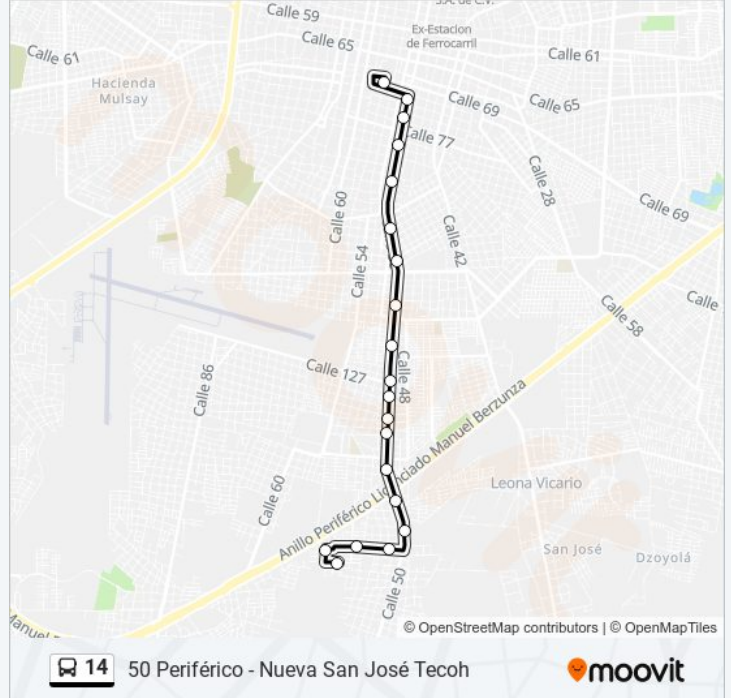 S.A. de C.V.
Calle 59
Ex-Estacion
de Ferrocarril
Calle 65
Calle 61
Calle 61
Hacienda
Mulsay
Calle 69
Calle 65
Calle 77
Calle 28
Calle 69
Calle 60
Calle 42
Calle 54
Calle
Calle 58
Calle 127
Calle 48
Calle 86
Anillo Periférico Licenciado Manuel Berzunza
Calle 60
Leona Vicario
San José
Dzoyolá
Calle 50
Manuel
© OpenStreetMap contributors | © OpenMapTiles
14 50 Periférico - Nueva San José Tecoh
moovit